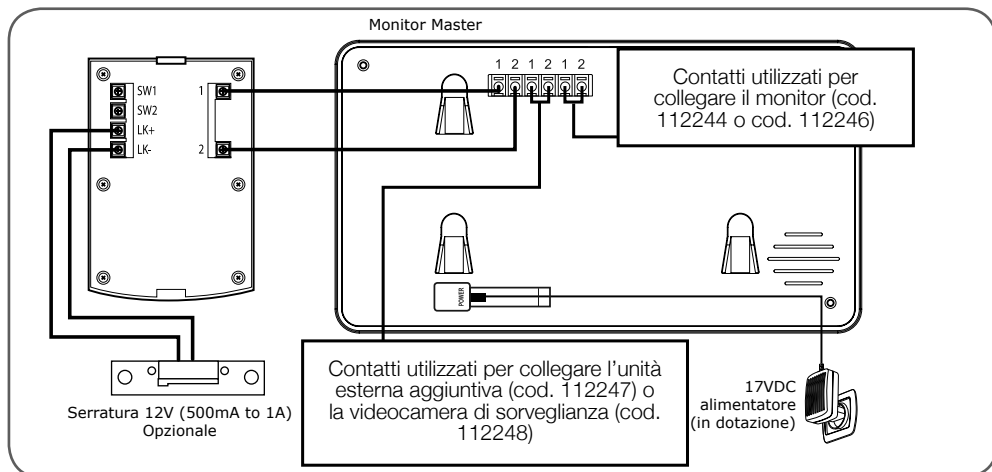 Monitor Master
SW1
SW2
LK+
LK-
1
2
1 2 1 2 1 2
Contatti utilizzati per
collegare il monitor (cod.
112244 o cod. 112246)
POWER
Contatti utilizzati per collegare l'unità
esterna aggiuntiva (cod. 112247) o
la videocamera di sorveglianza (cod.
112248)
Serratura 12V (500mA to 1A)
Opzionale
17VDC
alimentatore
(in dotazione)